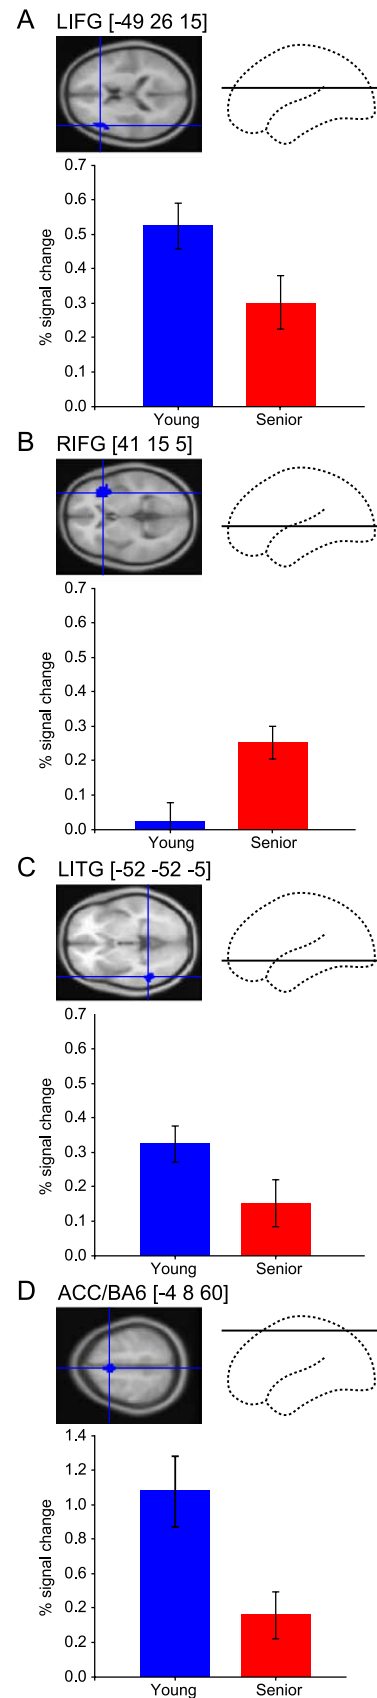 A LIFG [-49 26 15]
0.7
0.6
0.5
0.4
0.3
0.2
0.1
0.0
% signal change
Young Senior
B RIFG [41 15 5]
0.7
0.6
0.5
0.4
0.3
0.2
0.1
0.0
% signal change
Young Senior
C LITG [-52 -52 -5]
0.7
0.6
0.5
0.4
0.3
0.2
0.1
0.0
% signal change
Young Senior
D ACC/BA6 [-4 8 60]
1.4
1.2
1.0
0.8
0.6
0.2
0.2
0.0
% signal change
Young Senior